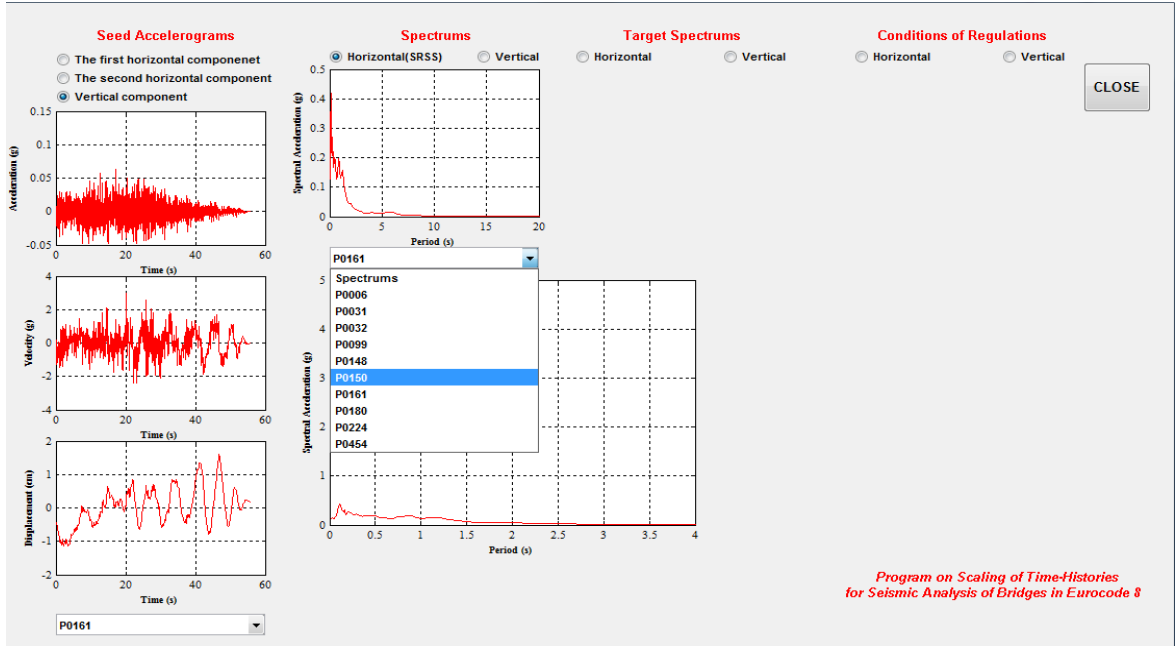 Seed Accelerograms
The first horizontal componenet
The second horizontal component
Vertical component
0.15
0.1
0.05
0
-0.05
Acceleration (g)
0 20 40 60
Time (s)
4
2
0
-2
-4
Velocity (g)
0 20 40 60
Time (s)
2
1
0
-1
-2
Displacement (cm)
0 20 40 60
Time (s)
P0161
Spectrums
Horizontal(SRSS) Vertical
0.5
0.4
0.3
0.2
0.1
0
Spectral Acceleration (g)
0 5 10 15 20
Period (s)
P0161
Spectrums
P0006
P0031
P0032
P0099
P0148
P0150
P0161
P0180
P0224
P0454
5
4
3
2
1
0
Spectral Acceleration (g)
0 0.5 1 1.5 2 2.5 3 3.5 4
Period (s)
Target Spectrums
Horizontal Vertical
Conditions of Regulations
Horizontal Vertical
CLOSE
Program on Scaling of Time-Histories
for Seismic Analysis of Bridges in Eurocode 8